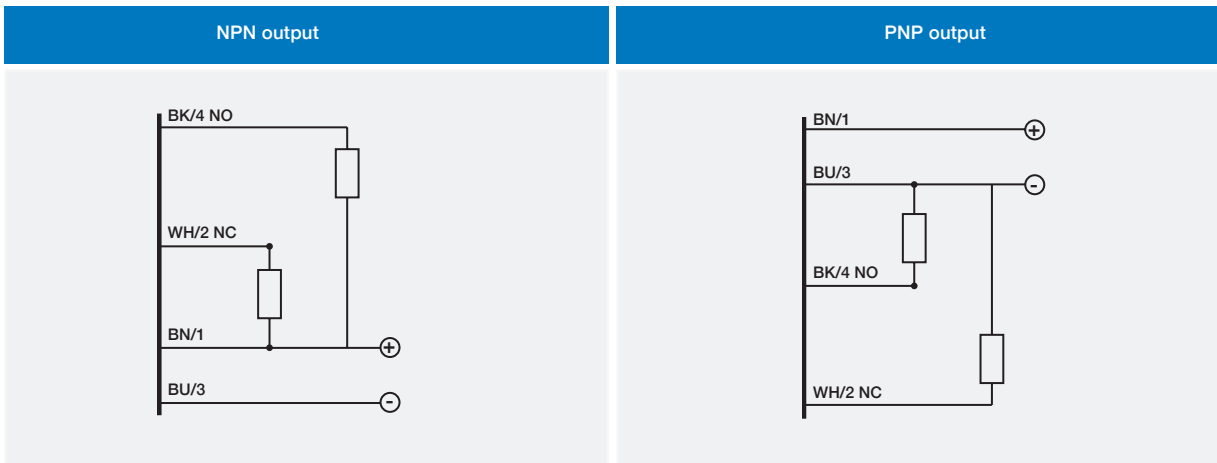 NPN output
BK/4 NO
WH/2 NC
BN/1
+
BU/3
-
PNP output
BN/1
+
BU/3
-
BK/4 NO
WH/2 NC